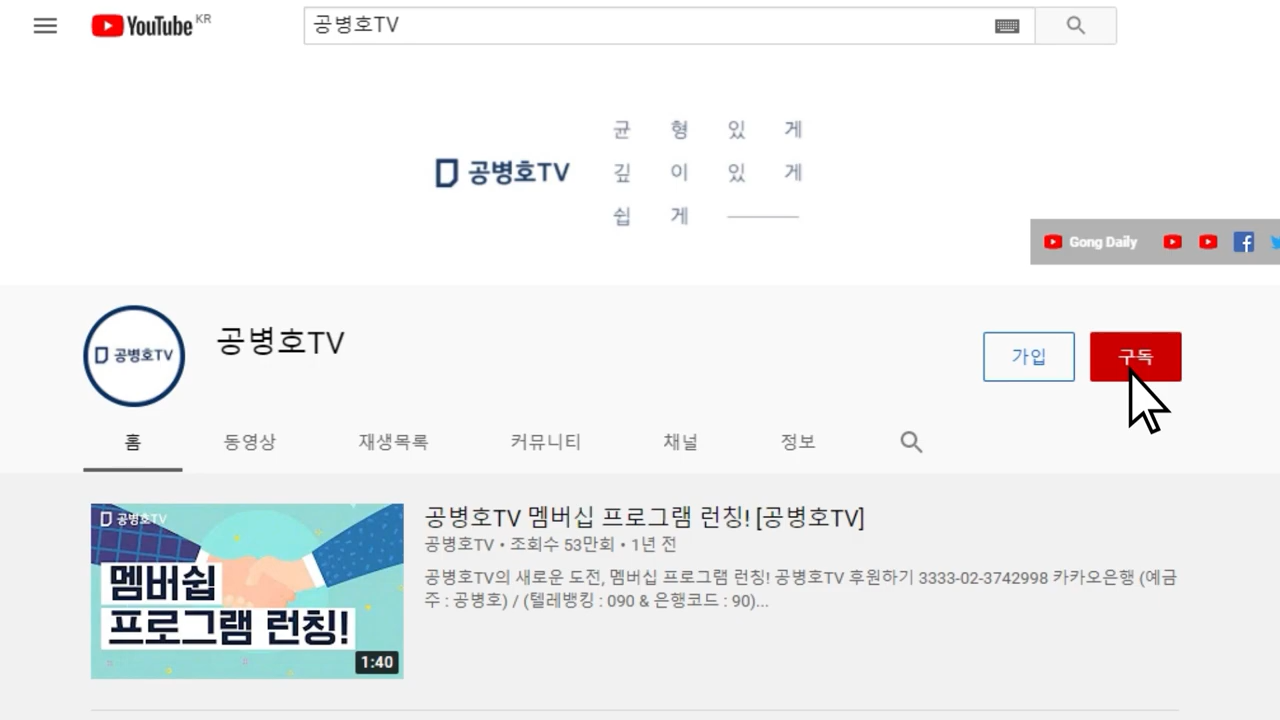 YouTube KR
공병호TV
공병호TV
균 형 있 게
깊 이 있 게
쉽 게
Gong Daily
공병호TV
공병호TV
가입
구독
홈 동영상 재생목록 커뮤니티 채널 정보
공병호TV
멤버쉽
프로그램 런칭!
1:40
공병호TV 멤버십 프로그램 런칭! [공병호TV]
공병호TV • 조회수 53만회 • 1년 전
공병호TV의 새로운 도전, 멤버십 프로그램 런칭! 공병호TV 후원하기 3333-02-3742998 카카오은행 (예금
주 : 공병호) / (텔레뱅킹 : 090 & 은행코드 : 90)...